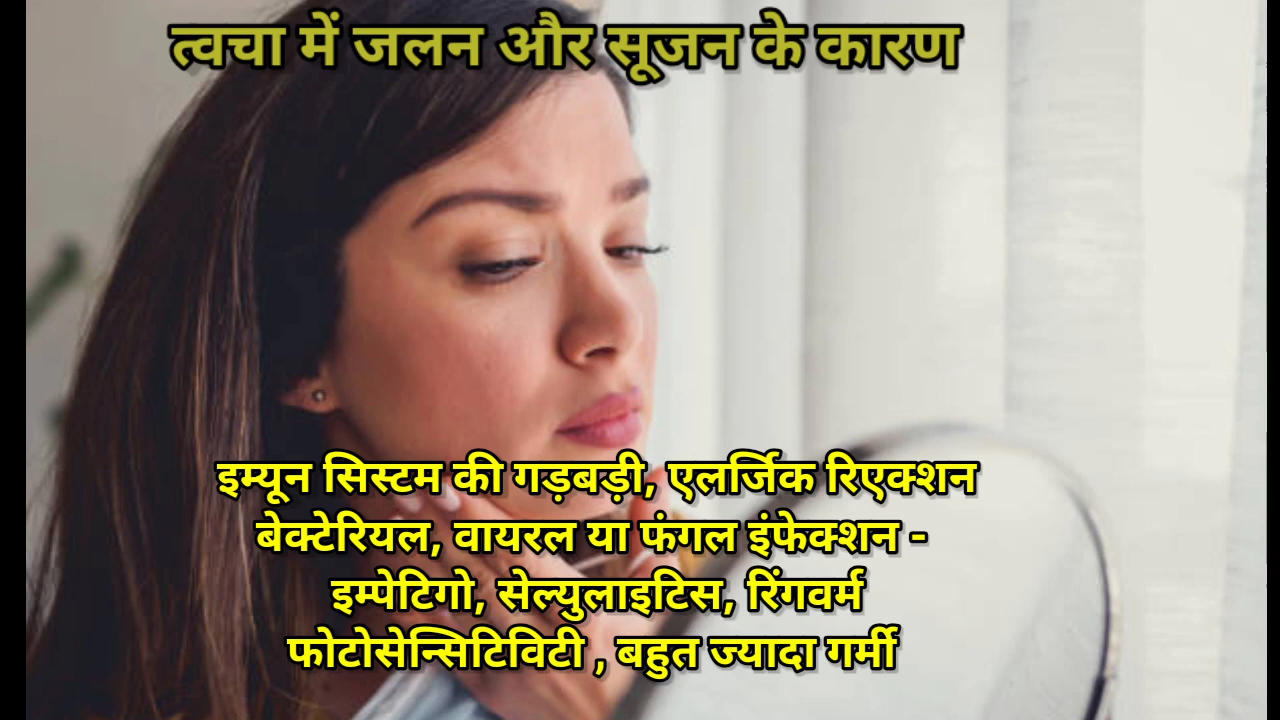 त्वचा में जलन और सूजन के कारण
इम्यून सिस्टम की गड़बड़ी, एलर्जिक रिएक्शन
बेक्टेरियल, वायरल या फंगल इंफेक्शन -
इम्पेटिगो, सेल्युलाइटिस, रिंगवर्म
फोटोसेन्सिटिविटी , बहुत ज्यादा गर्मी